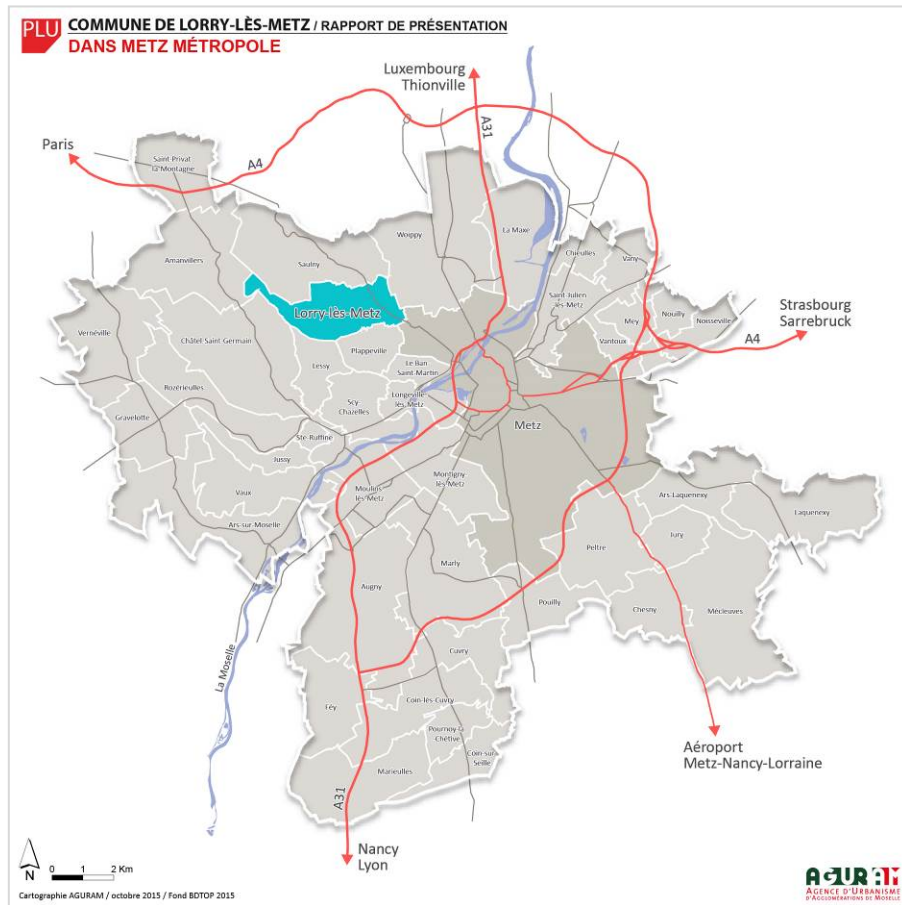 PLU COMMUNE DE LORRY-LÈS-METZ / RAPPORT DE PRÉSENTATION
DANS METZ MÉTROPOLE
Luxembourg
Thionville
A31
Paris
A4
Saint-Privat
la-Montagne
Woippy
La Maxe
Amanvillers
Saulny
Chieulles
Vany
Saint-Julien
lès-Metz
Strasbourg
Sarrebruck
Lorry-lès-Metz
Mey
Nouilly
Noisseville
Vernéville
Châtel-Saint-Germain
Plappeville
Vantoux
A4
Lessy
Le Ban
Saint-Martin
Rozérieulles
Scy
Chazelles
Longeville
lès-Metz
Gravelotte
Metz
Ste-Ruffine
Jussy
Montigny
lès-Metz
Vaux
Moulins
lès-Metz
Ars-Laquenexy
Laquenexy
Ars-sur-Moselle
Jury
Peltre
Marly
Augny
Pouilly
Chesny
Mécleuves
La Moselle
Cuvry
Féy
Coin-lès-Cuvry
Pournoy-la
Chétive
Coin-sur
Seille
Marieulles
Aéroport
Metz-Nancy-Lorraine
A31
Nancy
Lyon
N
0 1 2 Km
Cartographie AGURAM / octobre 2015 / Fond BDTOP 2015
AGURAM
AGENCE D'URBANISME
D'AGGLOMÉRATIONS DE MOSELLE